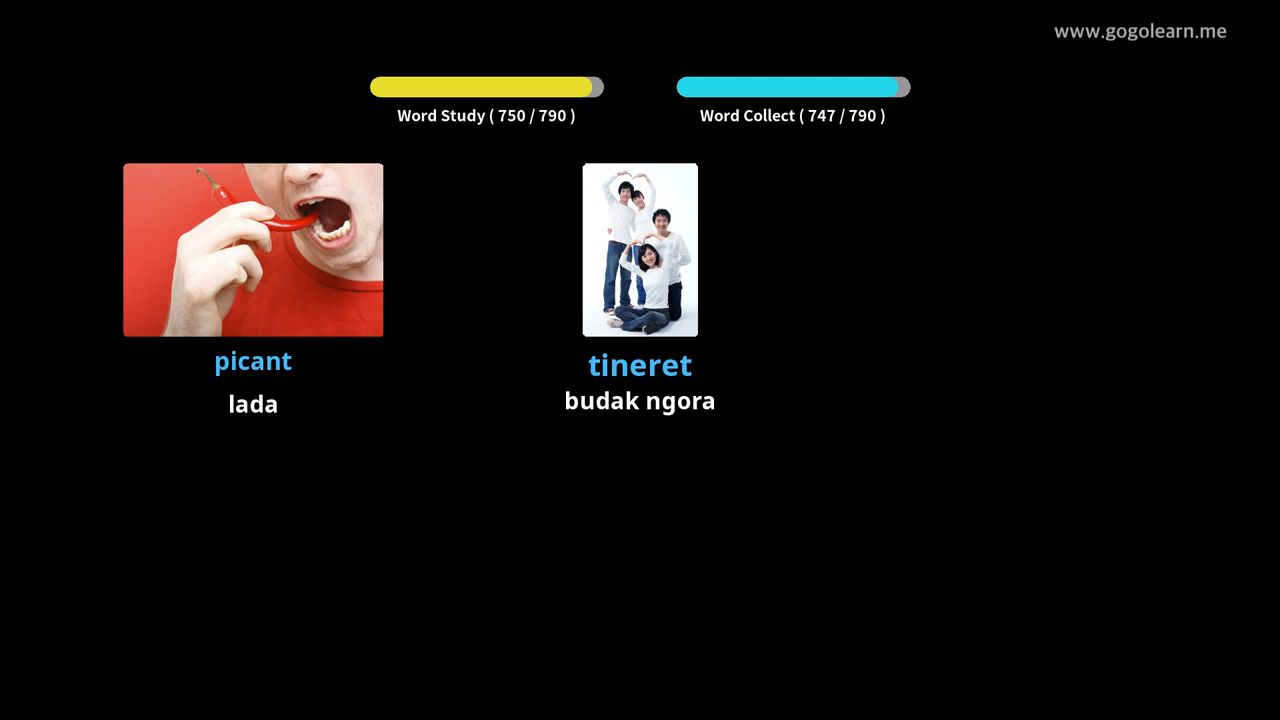 www.gogolearn.me
Word Study ( 750 / 790 )
Word Collect ( 747 / 790 )
picant
lada
tineret
budak ngora